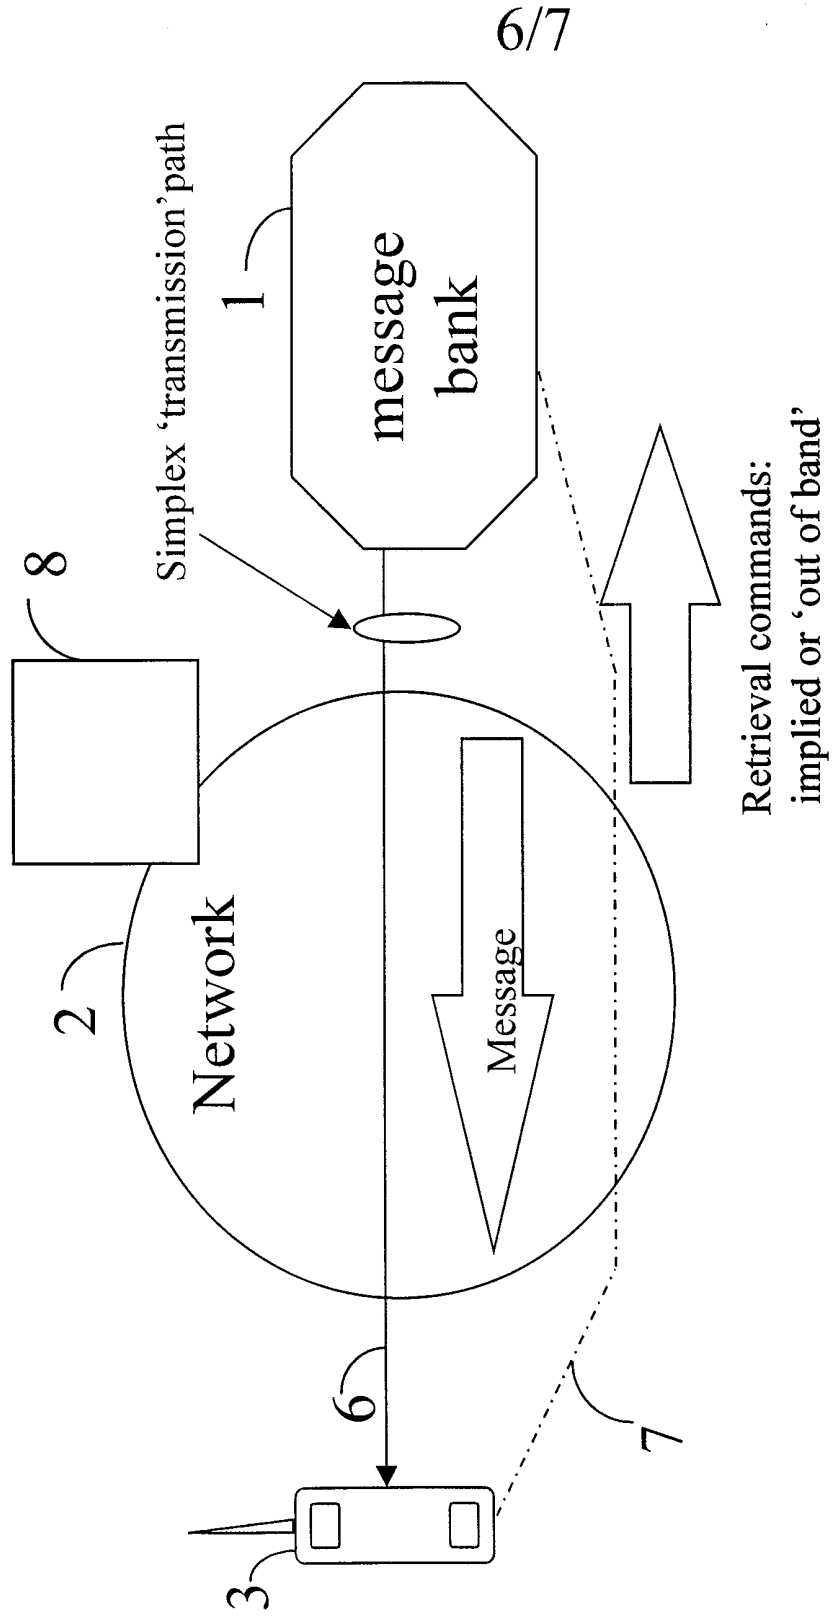 6/7
8
Simplex 'transmission' path
1
message
bank
2
Network
Message
6
3
7
Retrieval commands:
implied or 'out of band'